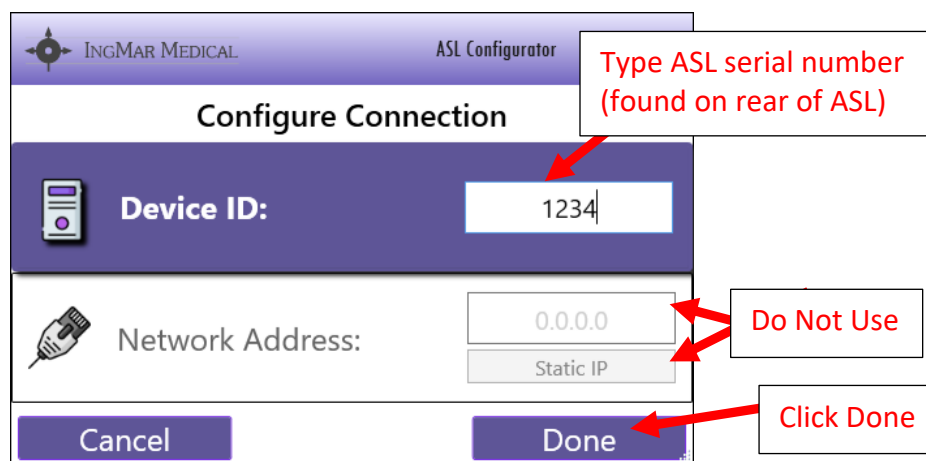 INGMAR MEDICAL
ASL Configurator
Type ASL serial number
(found on rear of ASL)
Configure Connection
Device ID:
1234
Network Address:
0.0.0.0
Static IP
Do Not Use
Cancel
Done
Click Done